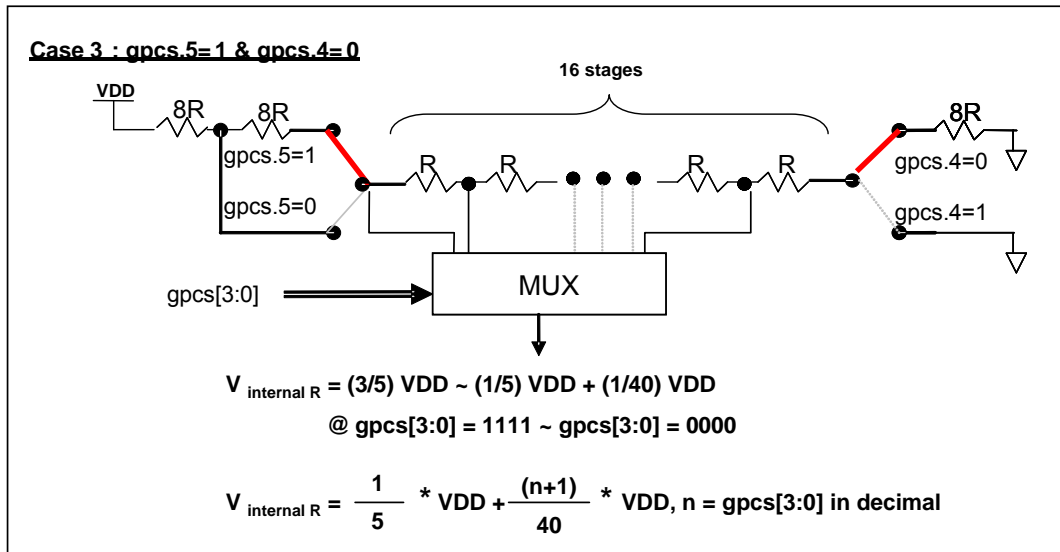 Case 3 : gpcs.5=1 & gpcs.4=0
16 stages
VDD
8R
8R
8R
gpcs.5=1
R
R
R
R
gpcs.4=0
gpcs.5=0
gpcs.4=1
MUX
gpcs[3:0]
V internal R = (3/5) VDD ~ (1/5) VDD + (1/40) VDD
@ gpcs[3:0] = 1111 ~ gpcs[3:0] = 0000
V internal R = 1/5 * VDD + (n+1)/40 * VDD, n = gpcs[3:0] in decimal